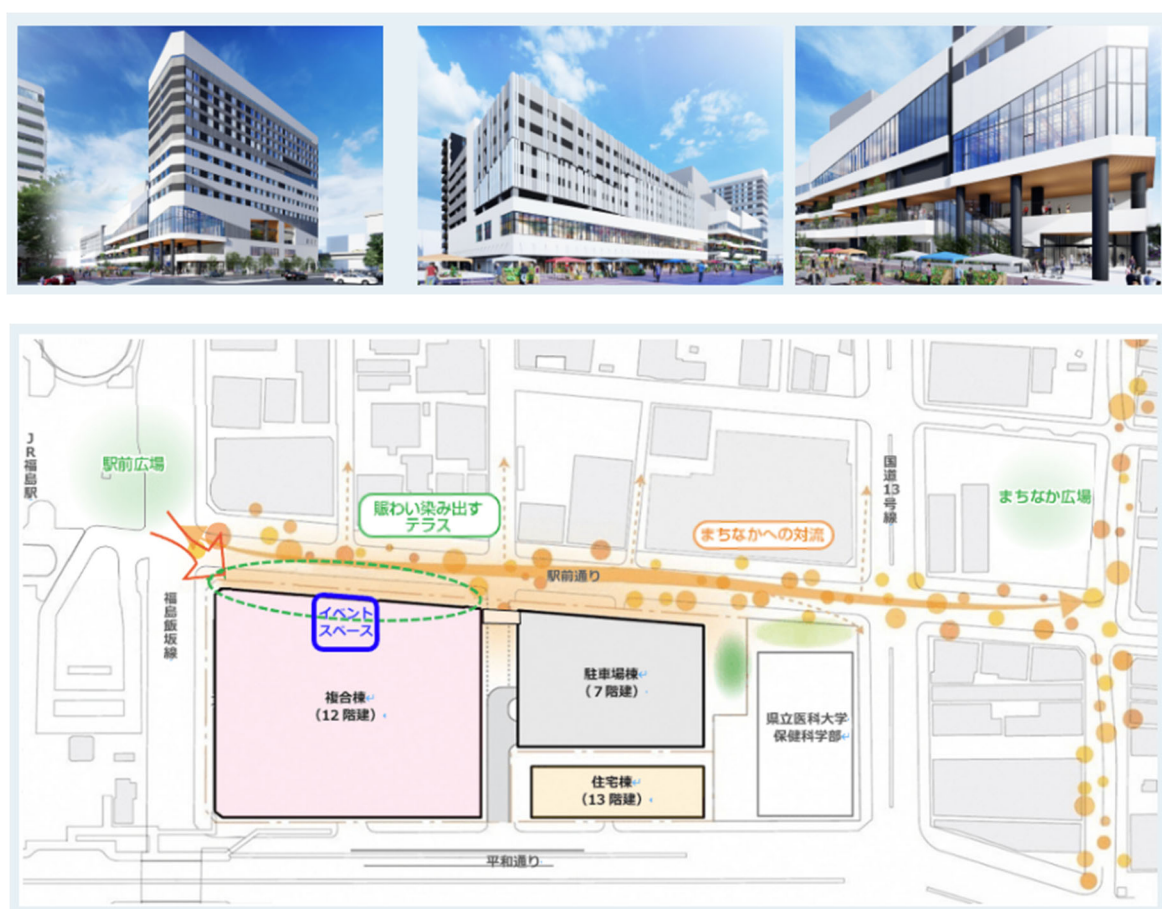 JR福島駅
駅前広場
賑わい染み出す
テラス
まちなかへの対流
国道13号線
まちなか広場
駅前通り
福島飯坂線
イベント
スペース
複合棟
（12階建）
駐車場棟
（7階建）
県立医科大学
保健科学部
住宅棟
（13階建）
平和通り